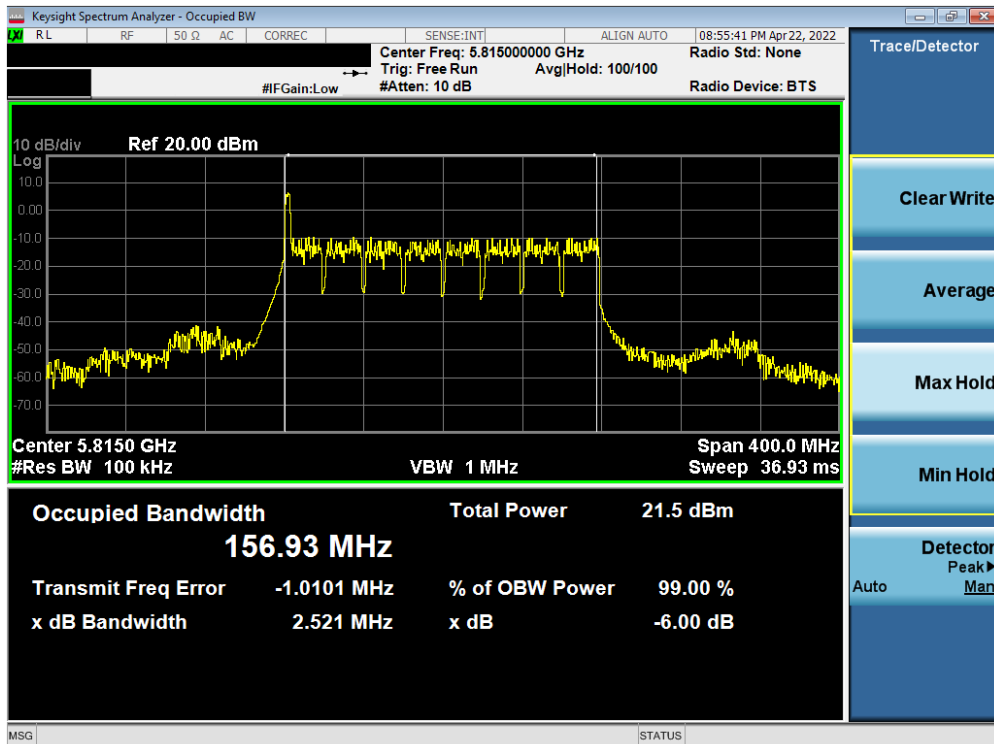 Keysight Spectrum Analyzer - Occupied BW
LXI RL RF 50 Ω AC CORREC SENSE:INT ALIGN AUTO 08:55:41 PM Apr 22, 2022
Center Freq: 5.815000000 GHz Radio Std: None
Trig: Free Run Avg|Hold: 100/100
#IFGain:Low #Atten: 10 dB Radio Device: BTS
10 dB/div Ref 20.00 dBm
Log
10.0
0.00
-10.0
-20.0
-30.0
-40.0
-50.0
-60.0
-70.0
Center 5.8150 GHz Span 400.0 MHz
#Res BW 100 kHz VBW 1 MHz Sweep 36.93 ms
Occupied Bandwidth Total Power 21.5 dBm
156.93 MHz
Transmit Freq Error -1.0101 MHz % of OBW Power 99.00 %
x dB Bandwidth 2.521 MHz x dB -6.00 dB
MSG STATUS
Trace/Detector
Clear Write
Average
Max Hold
Min Hold
Detector
Peak▶
Auto Man